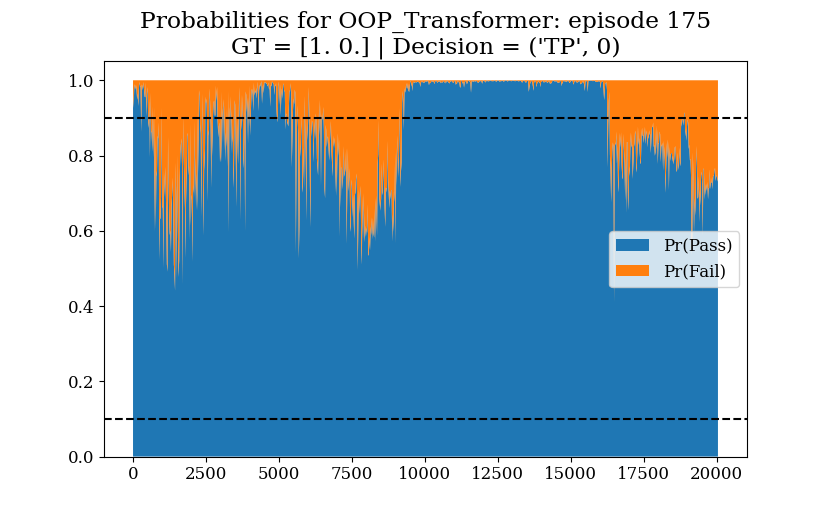 Probabilities for OOP_Transformer: episode 175
GT = [1. 0.] | Decision = ('TP', 0)
1.0
0.8
0.6
0.4
0.2
0.0
Pr(Pass)
Pr(Fail)
0 2500 5000 7500 10000 12500 15000 17500 20000